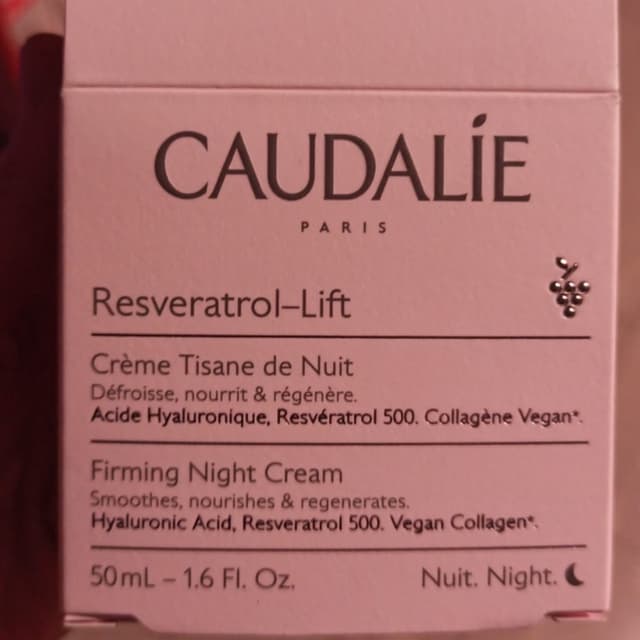 CAUDALÍE
PARIS
Resveratrol–Lift
Crème Tisane de Nuit
Défroisse, nourrit & régénère.
Acide Hyaluronique, Resvératrol 500. Collagène Vegan*.
Firming Night Cream
Smoothes, nourishes & regenerates.
Hyaluronic Acid, Resveratrol 500. Vegan Collagen*.
50mL – 1.6 Fl. Oz. Nuit. Night.